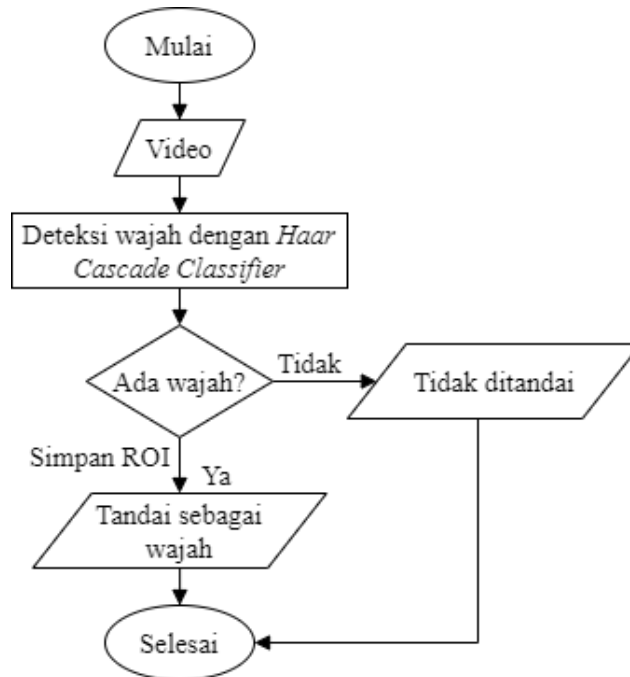 Mulai
Video
Deteksi wajah dengan Haar
Cascade Classifier
Ada wajah?
Tidak
Tidak ditandai
Simpan ROI
Ya
Tandai sebagai
wajah
Selesai